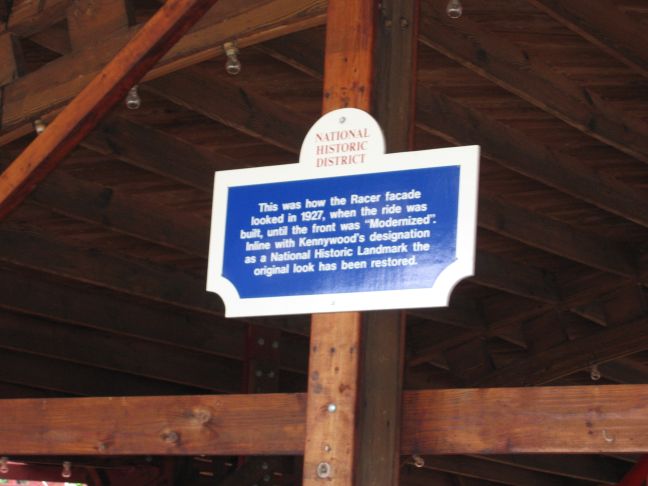 NATIONAL
HISTORIC
DISTRICT
This was how the Racer facade
looked in 1927, when the ride was
built, until the front was "Modernized".
Inline with Kennywood's designation
as a National Historic Landmark the
original look has been restored.